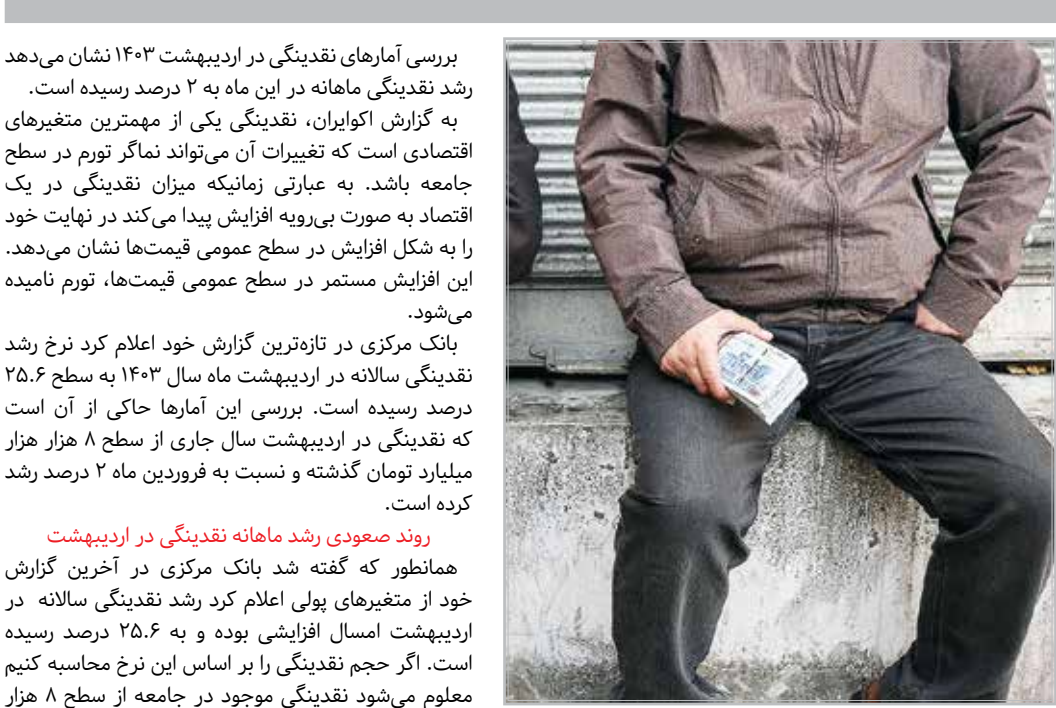 بررسی آمارهای نقدینگی در اردیبهشت ۱۴۰۳ نشان می‌دهد
رشد نقدینگی ماهانه در این ماه به ۲ درصد رسیده است.
به گزارش اکوایران، نقدینگی یکی از مهمترین متغیرهای
اقتصادی است که تغییرات آن می‌تواند نماگر تورم در سطح
جامعه باشد. به عبارتی زمانیکه میزان نقدینگی در یک
اقتصاد به صورت بی‌رویه افزایش پیدا می‌کند در نهایت خود
را به شکل افزایش در سطح عمومی قیمت‌ها نشان می‌دهد.
این افزایش مستمر در سطح عمومی قیمت‌ها، تورم نامیده
می‌شود.
بانک مرکزی در تازه‌ترین گزارش خود اعلام کرد نرخ رشد
نقدینگی سالانه در اردیبهشت ماه سال ۱۴۰۳ به سطح ۲۵.۶
درصد رسیده است. بررسی این آمارها حاکی از آن است
که نقدینگی در اردیبهشت سال جاری از سطح ۸ هزار هزار
میلیارد تومان گذشته و نسبت به فروردین ماه ۲ درصد رشد
کرده است.
روند صعودی رشد ماهانه نقدینگی در اردیبهشت
همانطور که گفته شد بانک مرکزی در آخرین گزارش
خود از متغیرهای پولی اعلام کرد رشد نقدینگی سالانه در
اردیبهشت امسال افزایشی بوده و به ۲۵.۶ درصد رسیده
است. اگر حجم نقدینگی را بر اساس این نرخ محاسبه کنیم
معلوم می‌شود نقدینگی موجود در جامعه از سطح ۸ هزار